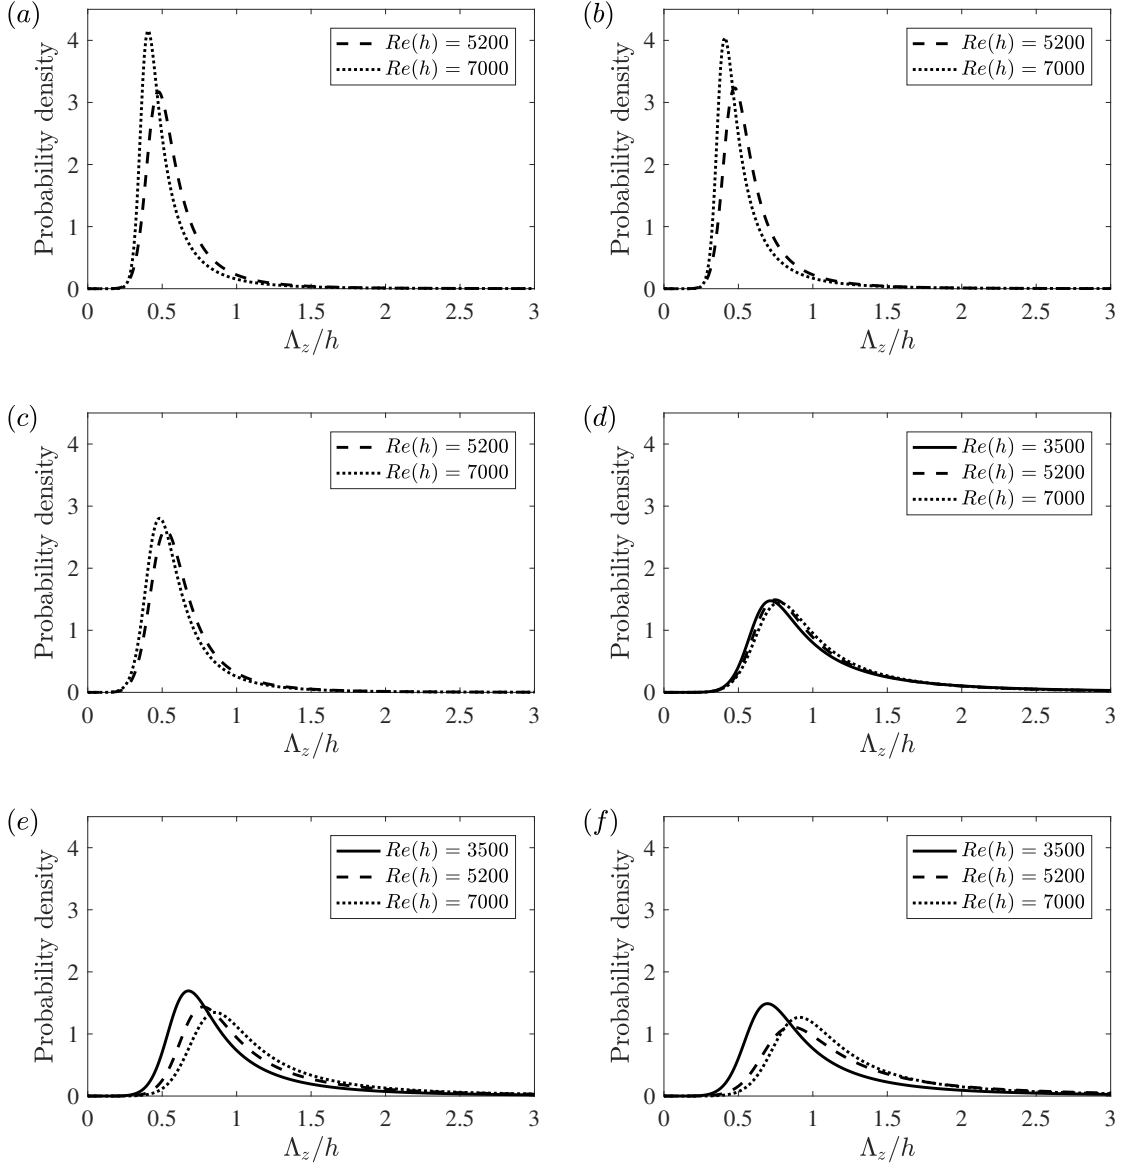 (a)
Probability density
4
3
2
1
0
Re(h) = 5200
Re(h) = 7000
0 0.5 1 1.5 2 2.5 3
Λz/h
(b)
Probability density
4
3
2
1
0
Re(h) = 5200
Re(h) = 7000
0 0.5 1 1.5 2 2.5 3
Λz/h
(c)
Probability density
4
3
2
1
0
Re(h) = 5200
Re(h) = 7000
0 0.5 1 1.5 2 2.5 3
Λz/h
(d)
Probability density
4
3
2
1
0
Re(h) = 3500
Re(h) = 5200
Re(h) = 7000
0 0.5 1 1.5 2 2.5 3
Λz/h
(e)
Probability density
4
3
2
1
0
Re(h) = 3500
Re(h) = 5200
Re(h) = 7000
0 0.5 1 1.5 2 2.5 3
Λz/h
(f)
Probability density
4
3
2
1
0
Re(h) = 3500
Re(h) = 5200
Re(h) = 7000
0 0.5 1 1.5 2 2.5 3
Λz/h